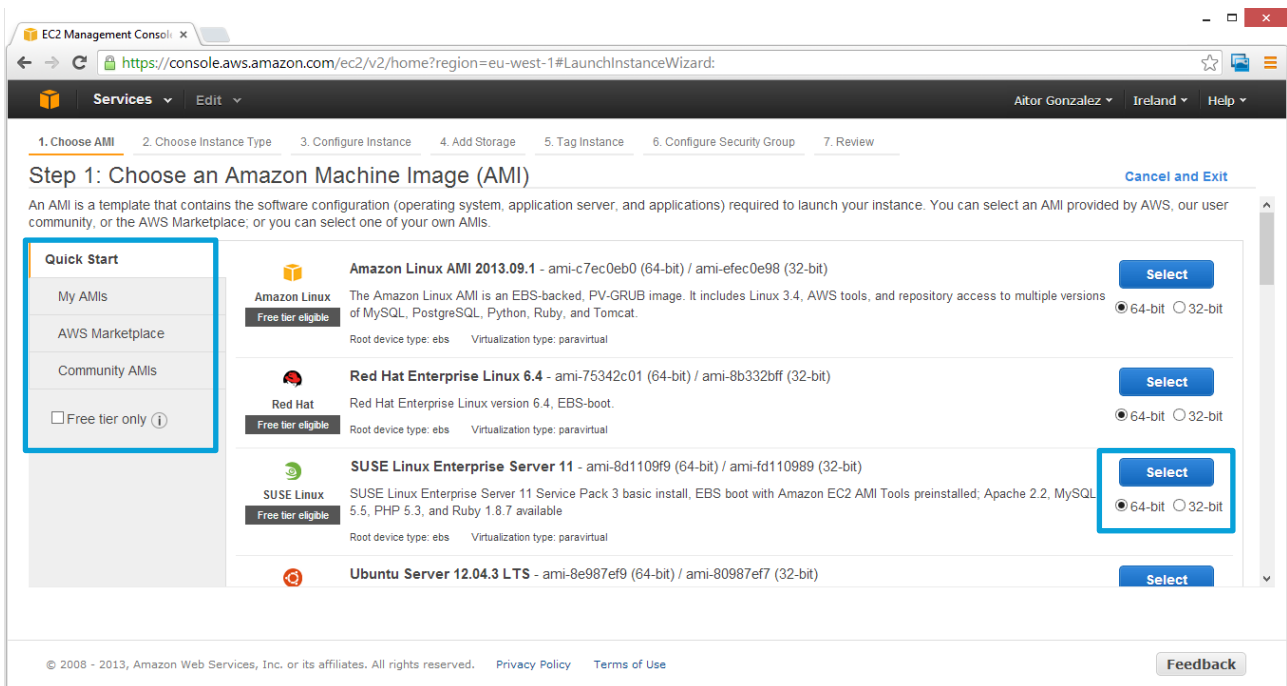 EC2 Management Consol
https://console.aws.amazon.com/ec2/v2/home?region=eu-west-1#LaunchInstanceWizard:
Services Edit Aitor Gonzalez Ireland Help
1. Choose AMI 2. Choose Instance Type 3. Configure Instance 4. Add Storage 5. Tag Instance 6. Configure Security Group 7. Review
Step 1: Choose an Amazon Machine Image (AMI)
Cancel and Exit
An AMI is a template that contains the software configuration (operating system, application server, and applications) required to launch your instance. You can select an AMI provided by AWS, our user
community, or the AWS Marketplace; or you can select one of your own AMIs.
Quick Start
My AMIs
AWS Marketplace
Community AMIs
Free tier only
Amazon Linux
Free tier eligible
Amazon Linux AMI 2013.09.1 - ami-c7ec0eb0 (64-bit) / ami-efec0e98 (32-bit)
The Amazon Linux AMI is an EBS-backed, PV-GRUB image. It includes Linux 3.4, AWS tools, and repository access to multiple versions
of MySQL, PostgreSQL, Python, Ruby, and Tomcat.
Root device type: ebs Virtualization type: paravirtual
Select
64-bit 32-bit
Red Hat
Free tier eligible
Red Hat Enterprise Linux 6.4 - ami-75342c01 (64-bit) / ami-8b332bff (32-bit)
Red Hat Enterprise Linux version 6.4, EBS-boot.
Root device type: ebs Virtualization type: paravirtual
Select
64-bit 32-bit
SUSE Linux
Free tier eligible
SUSE Linux Enterprise Server 11 - ami-8d1109f9 (64-bit) / ami-fd110989 (32-bit)
SUSE Linux Enterprise Server 11 Service Pack 3 basic install, EBS boot with Amazon EC2 AMI Tools preinstalled; Apache 2.2, MySQL
5.5, PHP 5.3, and Ruby 1.8.7 available
Root device type: ebs Virtualization type: paravirtual
Select
64-bit 32-bit
Ubuntu Server 12.04.3 LTS - ami-8e987ef9 (64-bit) / ami-80987ef7 (32-bit)
Select
© 2008 - 2013, Amazon Web Services, Inc. or its affiliates. All rights reserved. Privacy Policy Terms of Use
Feedback